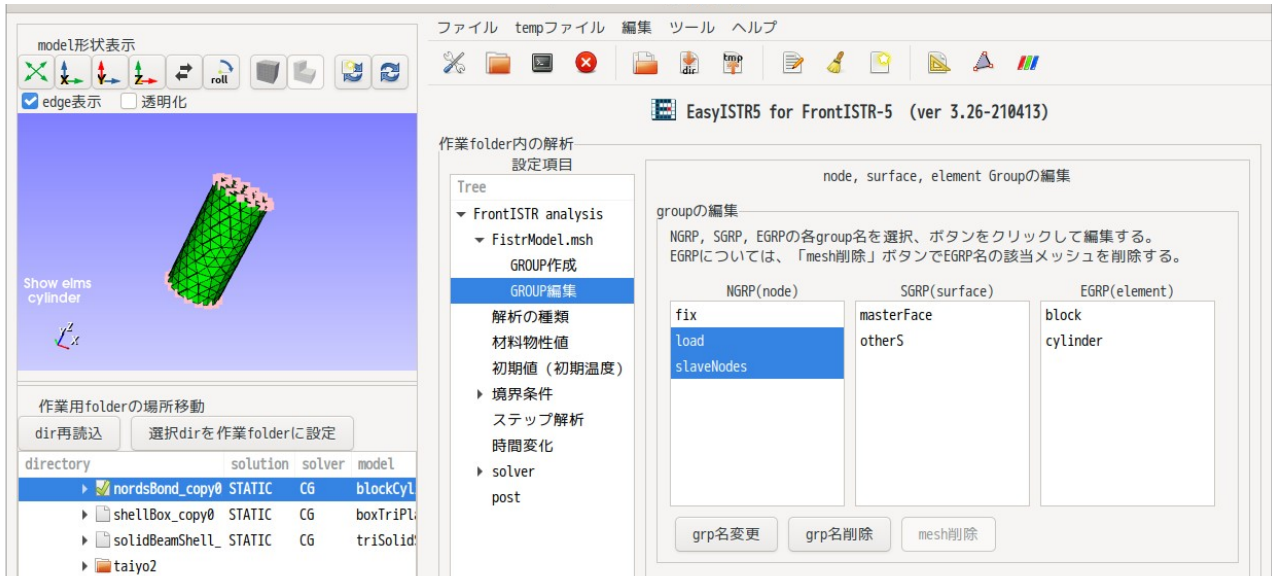 model形状表示
roll
edge表示 透明化
Show elms
cylinder
作業用folderの場所移動
dir再読込 選択dirを作業folderに設定
directory solution solver model
nordsBond_copy0 STATIC CG blockCyl
shellBox_copy0 STATIC CG boxTriPla
solidBeamShell_ STATIC CG triSolidS
taiyo2
ファイル tempファイル 編集 ツール ヘルプ
dir tmp
EasyISTR5 for FrontISTR-5 (ver 3.26-210413)
作業folder内の解析
設定項目
Tree
FrontISTR analysis
FistrModel.msh
GROUP作成
GROUP編集
解析の種類
材料物性値
初期値（初期温度）
境界条件
ステップ解析
時間変化
solver
post
node, surface, element Groupの編集
groupの編集
NGRP, SGRP, EGRPの各group名を選択、ボタンをクリックして編集する。
EGRPについては、「mesh削除」ボタンでEGRP名の該当メッシュを削除する。
NGRP(node) SGRP(surface) EGRP(element)
fix masterFace block
load otherS cylinder
slaveNodes
grp名変更 grp名削除 mesh削除